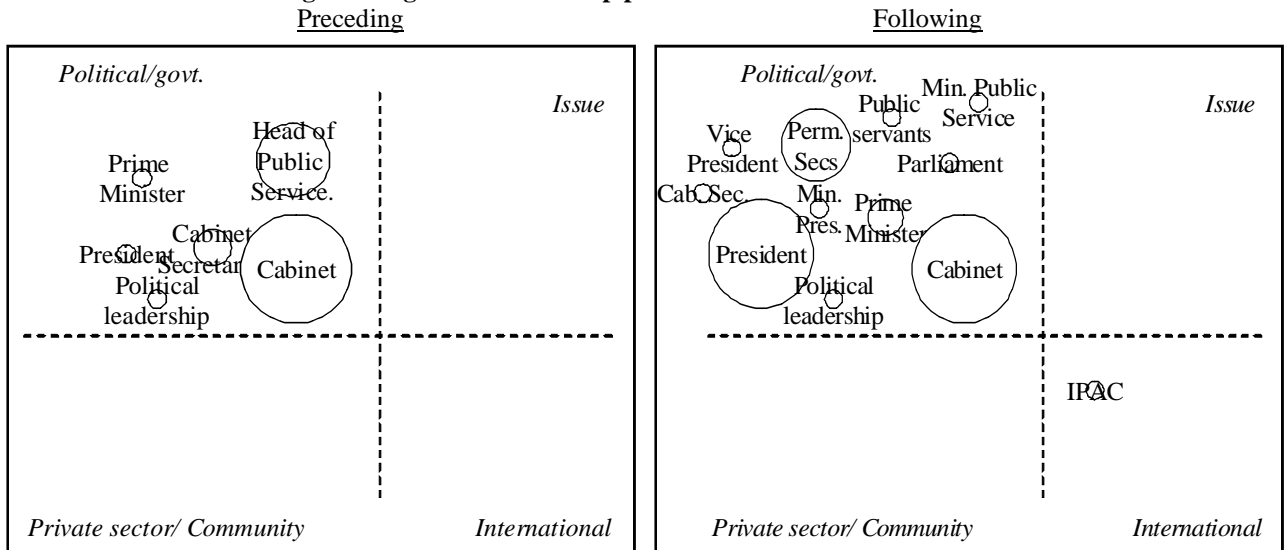 Preceding
Political/govt.
Issue
Head of
Public
Service.
Prime
Minister
Cabinet
President
Cabinet
Political
leadership
Private sector/ Community
International
Following
Political/govt.
Issue
Min. Public
Service
Public
servants
Vice
President
Perm.
Secs
Parliament
Cab. Sec.
Min.
Pres.
Prime
Minister
President
Cabinet
Political
leadership
IPAC
Private sector/ Community
International